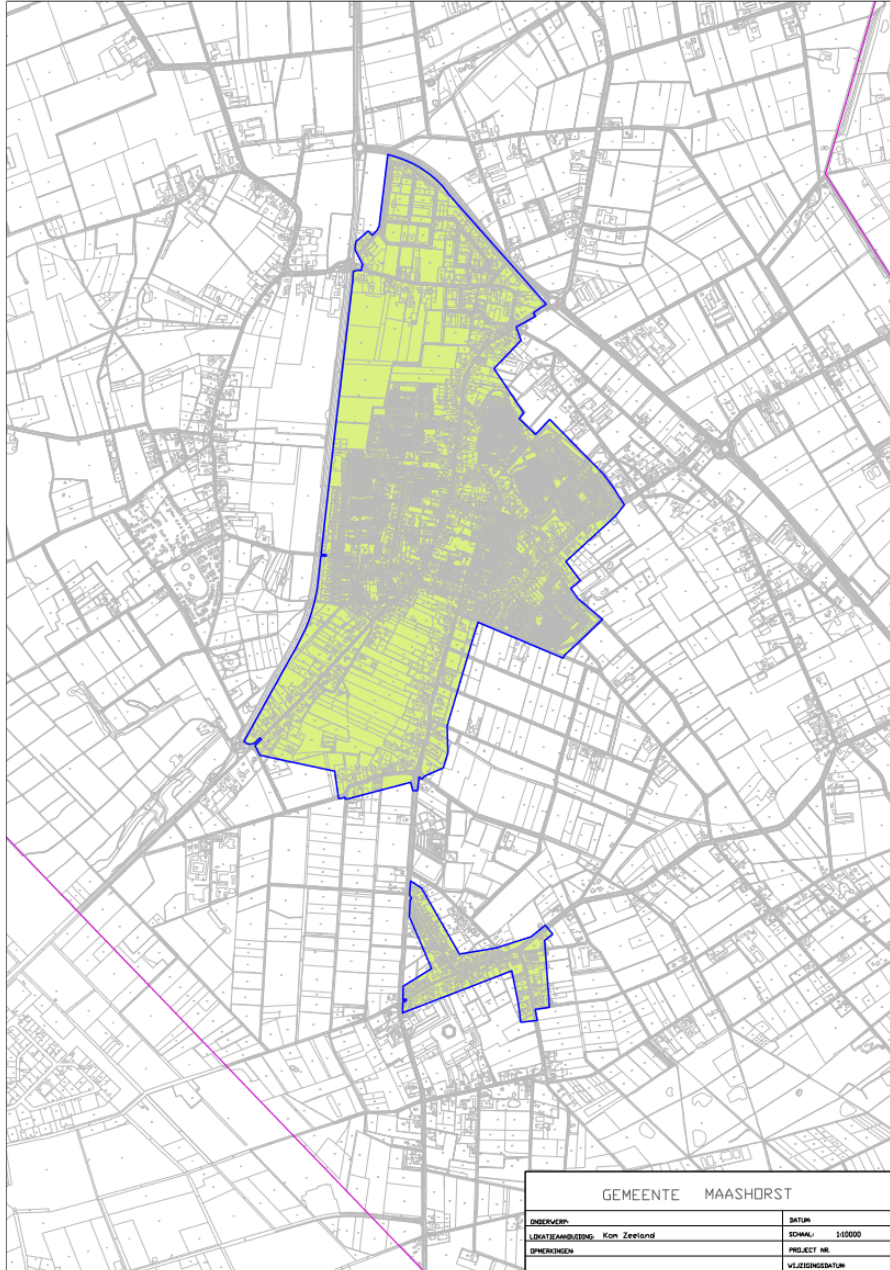 GEMEENTE MAASHORST
ONDERWERP:
DATUM:
LOKATIEAANDUIDING: Kom Zeeland
SCHAAL: 1:10000
OPMERKINGEN:
PROJECT NR.
WIJZIGINGSDATUM: